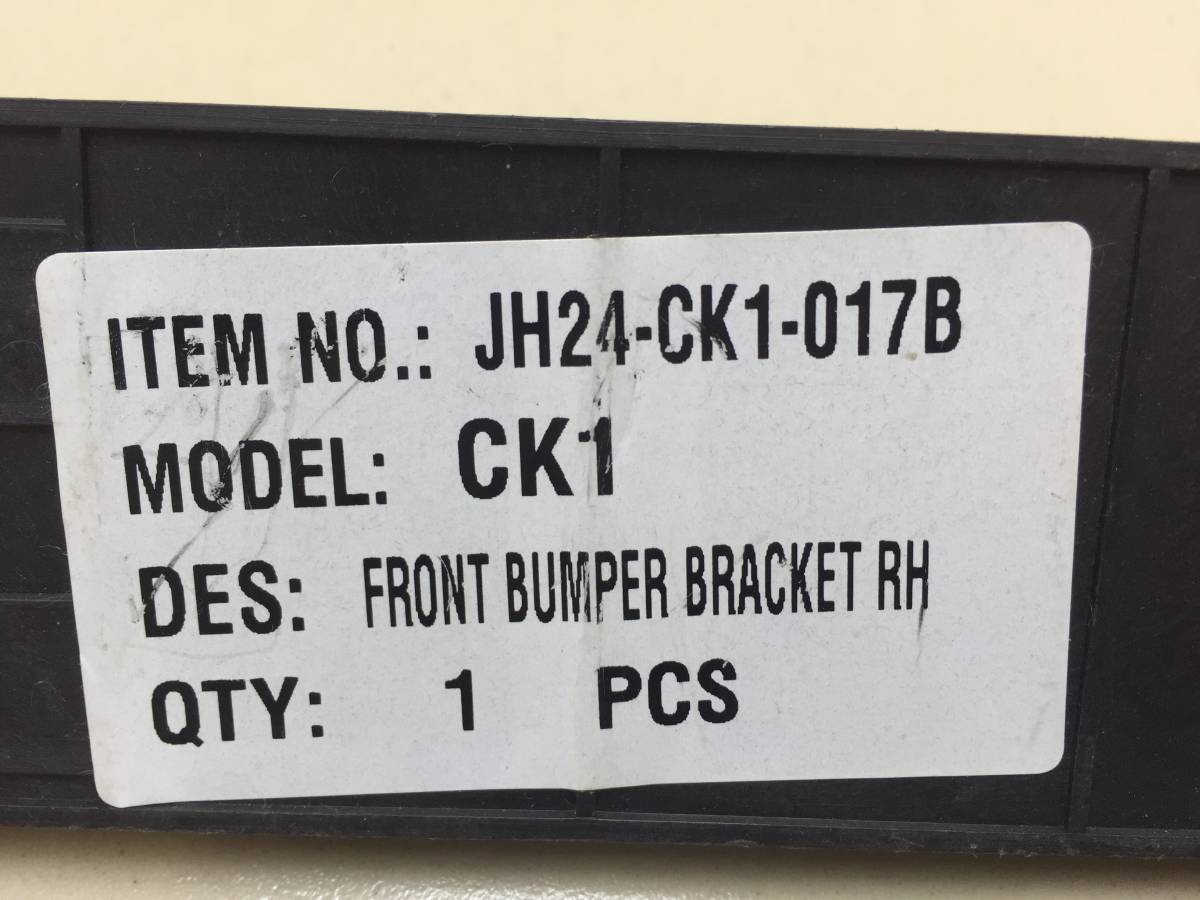 ITEM NO.: JH24-CK1-017B
MODEL: CK1
DES: FRONT BUMPER BRACKET RH
QTY: 1 PCS